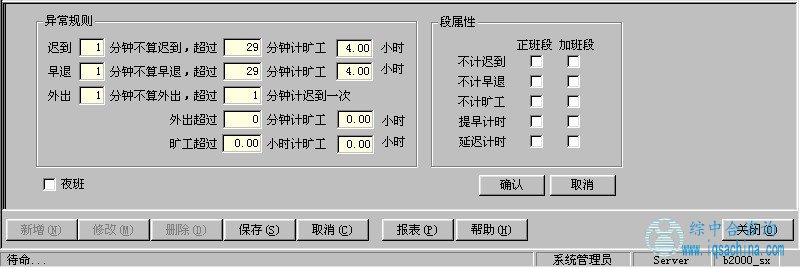 异常规则
迟到 1 分钟不算迟到，超过 29 分钟计旷工 4.00 小时
早退 1 分钟不算早退，超过 29 分钟计旷工 4.00 小时
外出 1 分钟不算外出，超过 1 分钟计迟到一次
外出超过 0 分钟计旷工 0.00 小时
旷工超过 0.00 小时计旷工 0.00 小时
段属性
正班段 加班段
不计迟到
不计早退
不计旷工
提早计时
延迟计时
夜班
确认 取消
新增(N) 修改(M) 删除(D) 保存(S) 取消(C) 报表(P) 帮助(H) 关闭
www.iqsachina.com
待命... 系统管理员 Server b2000_sx